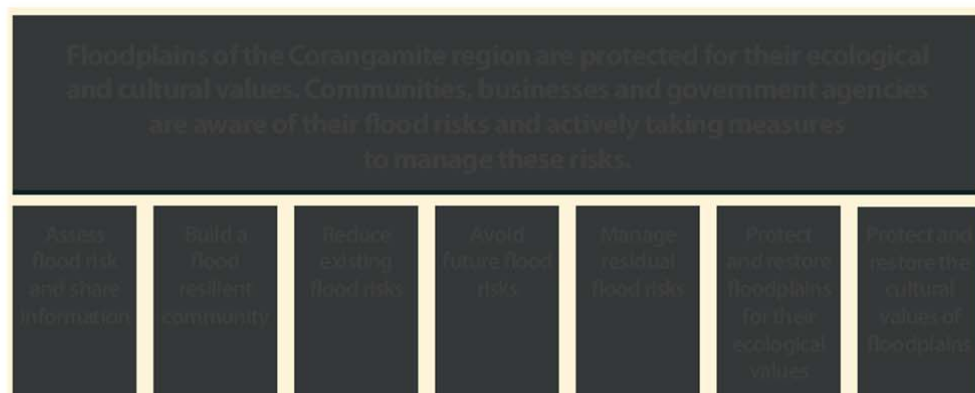 Floodplains of the Corangamite region are protected for their ecological
and cultural values. Communities, businesses and government agencies
are aware of their flood risks and actively taking measures
to manage these risks.
Assess
flood risk
and share
information
Build a
flood
resilient
community
Reduce
existing
flood risks
Avoid
future flood
risks
Manage
residual
flood risks
Protect
and restore
floodplains
for their
ecological
values
Protect and
restore the
cultural
values of
floodplains